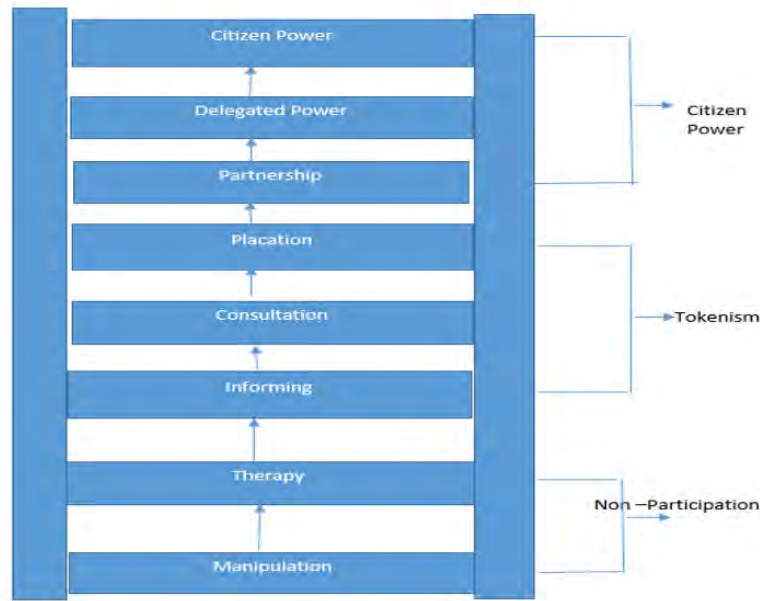 Citizen Power
Delegated Power
Partnership
Placation
Consultation
Informing
Therapy
Manipulation
Citizen
Power
Tokenism
Non –Participation